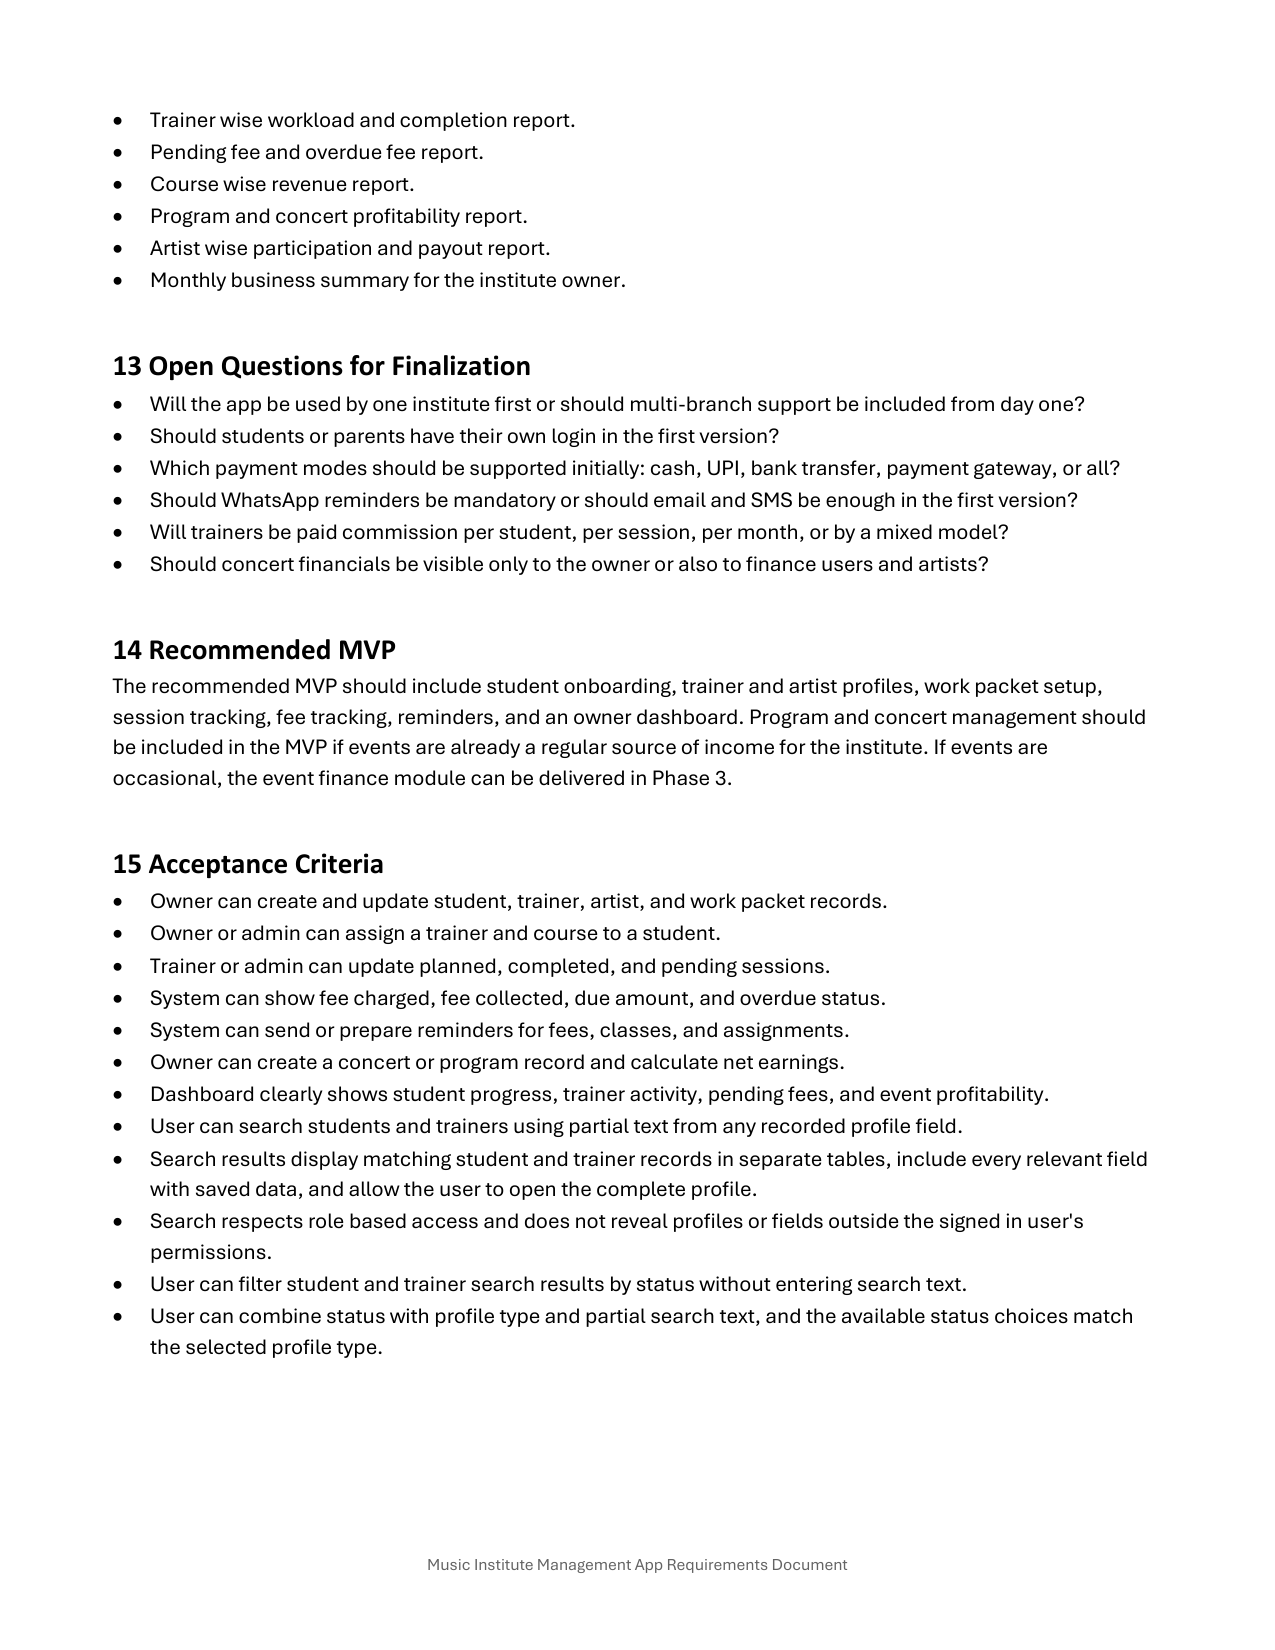 • Trainer wise workload and completion report.
• Pending fee and overdue fee report.
• Course wise revenue report.
• Program and concert profitability report.
• Artist wise participation and payout report.
• Monthly business summary for the institute owner.
13 Open Questions for Finalization
• Will the app be used by one institute first or should multi-branch support be included from day one?
• Should students or parents have their own login in the first version?
• Which payment modes should be supported initially: cash, UPI, bank transfer, payment gateway, or all?
• Should WhatsApp reminders be mandatory or should email and SMS be enough in the first version?
• Will trainers be paid commission per student, per session, per month, or by a mixed model?
• Should concert financials be visible only to the owner or also to finance users and artists?
14 Recommended MVP
The recommended MVP should include student onboarding, trainer and artist profiles, work packet setup,
session tracking, fee tracking, reminders, and an owner dashboard. Program and concert management should
be included in the MVP if events are already a regular source of income for the institute. If events are
occasional, the event finance module can be delivered in Phase 3.
15 Acceptance Criteria
• Owner can create and update student, trainer, artist, and work packet records.
• Owner or admin can assign a trainer and course to a student.
• Trainer or admin can update planned, completed, and pending sessions.
• System can show fee charged, fee collected, due amount, and overdue status.
• System can send or prepare reminders for fees, classes, and assignments.
• Owner can create a concert or program record and calculate net earnings.
• Dashboard clearly shows student progress, trainer activity, pending fees, and event profitability.
• User can search students and trainers using partial text from any recorded profile field.
• Search results display matching student and trainer records in separate tables, include every relevant field
with saved data, and allow the user to open the complete profile.
• Search respects role based access and does not reveal profiles or fields outside the signed in user's
permissions.
• User can filter student and trainer search results by status without entering search text.
• User can combine status with profile type and partial search text, and the available status choices match
the selected profile type.
Music Institute Management App Requirements Document